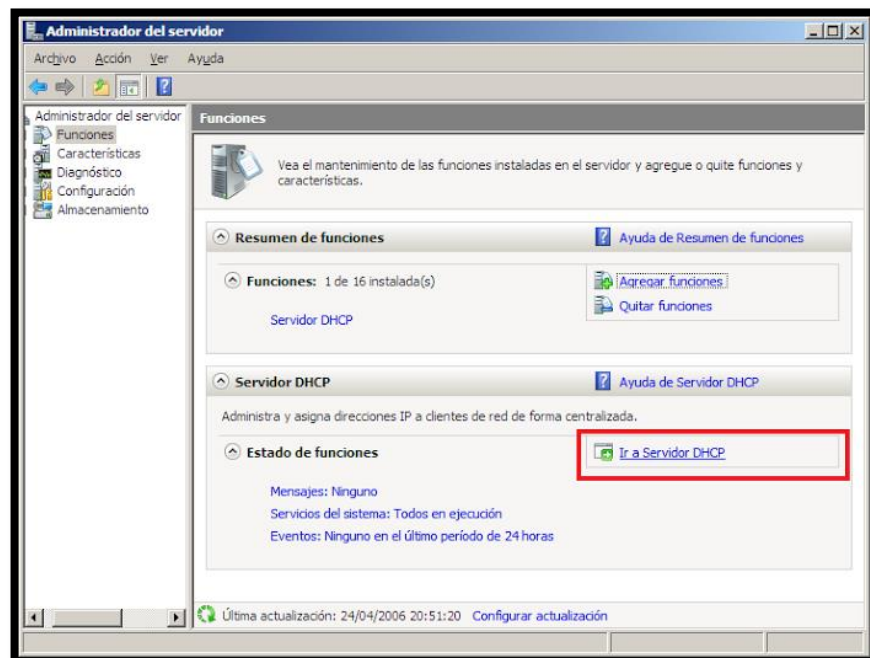 Administrador del servidor
Archivo Acción Ver Ayuda
Administrador del servidor
Funciones
Características
Diagnóstico
Configuración
Almacenamiento
Funciones
Vea el mantenimiento de las funciones instaladas en el servidor y agregue o quite funciones y
características.
Resumen de funciones
Ayuda de Resumen de funciones
Funciones: 1 de 16 instalada(s)
Agregar funciones
Quitar funciones
Servidor DHCP
Servidor DHCP
Ayuda de Servidor DHCP
Administra y asigna direcciones IP a clientes de red de forma centralizada.
Estado de funciones
Ir a Servidor DHCP
Mensajes: Ninguno
Servicios del sistema: Todos en ejecución
Eventos: Ninguno en el último período de 24 horas
Última actualización: 24/04/2006 20:51:20 Configurar actualización